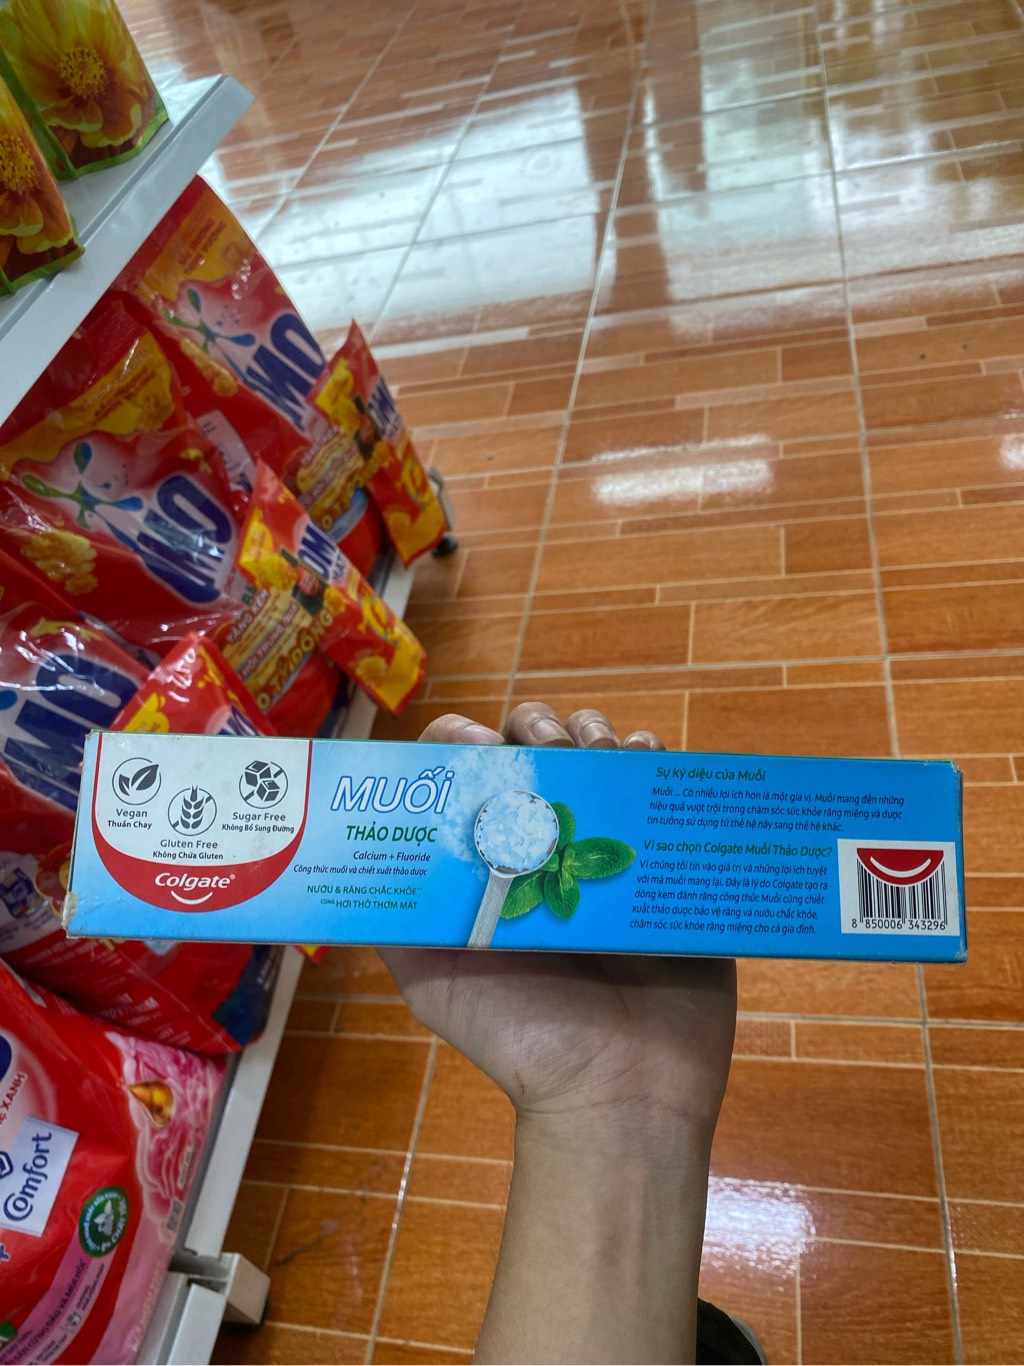 OMO
OMO
OMO
OMO
OMO
Comfort
Vegan
Thuần Chay
Gluten Free
Không Chứa Gluten
Sugar Free
Không Bổ Sung Đường
Colgate®
MUỐI
THẢO DƯỢC
Calcium + Fluoride
Công thức muối và chiết xuất thảo dược
NƯỚU & RĂNG CHẮC KHỎE™
CÙNG HƠI THỞ THƠM MÁT
Sự kỳ diệu của Muối
Muối ... Có nhiều lợi ích hơn là một gia vị. Muối mang đến những
hiệu quả vượt trội trong chăm sóc sức khỏe răng miệng và được
tin tưởng sử dụng từ thế hệ này sang thế hệ khác.
Vì sao chọn Colgate Muối Thảo Dược?
Vì chúng tôi tin vào giá trị và những lợi ích tuyệt
vời mà muối mang lại. Đây là lý do Colgate tạo ra
dòng kem đánh răng công thức Muối cùng chiết
xuất thảo dược bảo vệ răng và nướu chắc khỏe,
chăm sóc sức khỏe răng miệng cho cả gia đình.
8 850006 343296